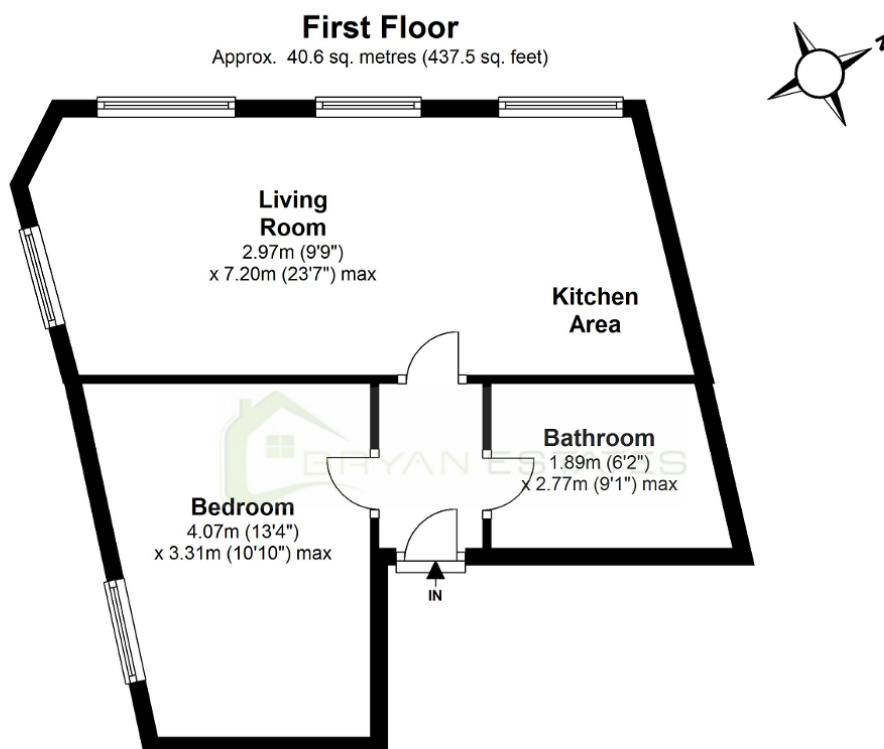 First Floor
Approx. 40.6 sq. metres (437.5 sq. feet)
N
Living
Room
2.97m (9'9")
x 7.20m (23'7") max
Kitchen
Area
BRYAN ESTATES
Bathroom
1.89m (6'2")
x 2.77m (9'1") max
Bedroom
4.07m (13'4")
x 3.31m (10'10") max
IN